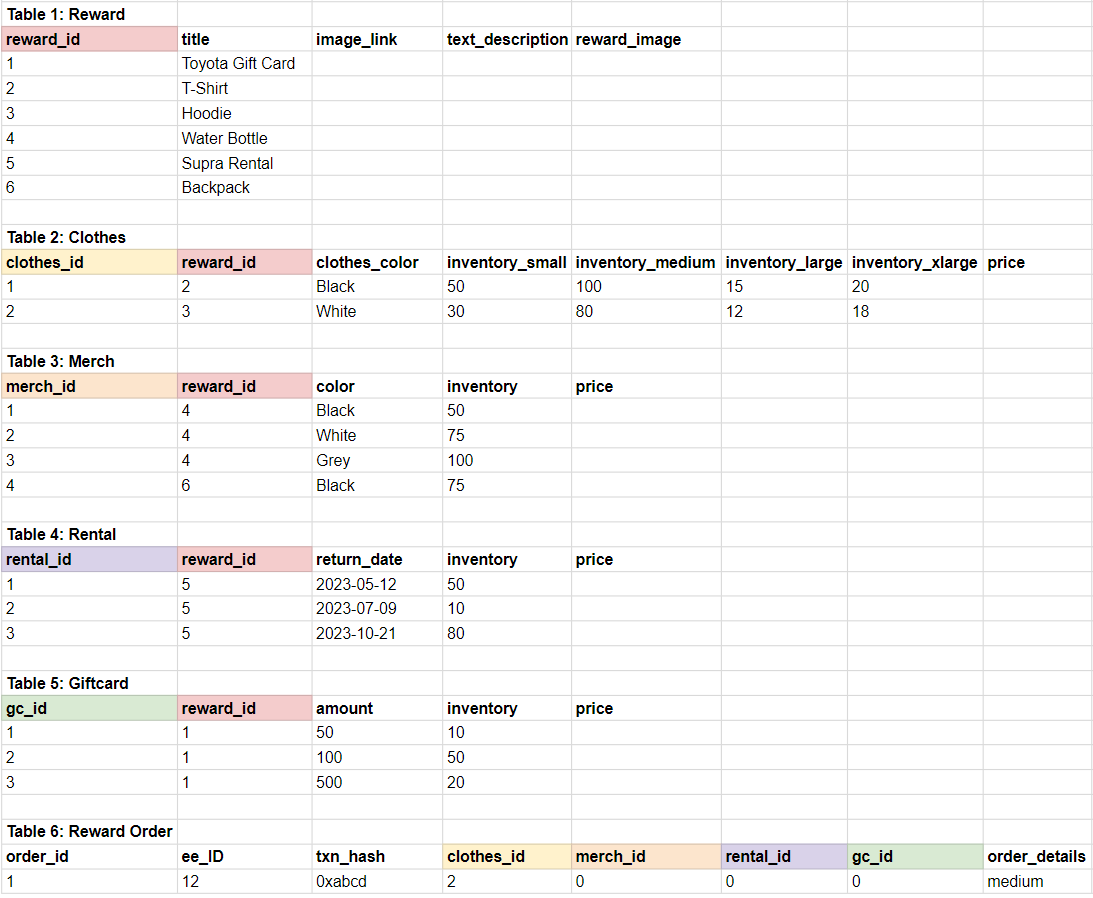 Table 1: Reward
reward_id title image_link text_description reward_image
1 Toyota Gift Card
2 T-Shirt
3 Hoodie
4 Water Bottle
5 Supra Rental
6 Backpack
Table 2: Clothes
clothes_id reward_id clothes_color inventory_small inventory_medium inventory_large inventory_xlarge price
1 2 Black 50 100 15 20
2 3 White 30 80 12 18
Table 3: Merch
merch_id reward_id color inventory price
1 4 Black 50
2 4 White 75
3 4 Grey 100
4 6 Black 75
Table 4: Rental
rental_id reward_id return_date inventory price
1 5 2023-05-12 50
2 5 2023-07-09 10
3 5 2023-10-21 80
Table 5: Giftcard
gc_id reward_id amount inventory price
1 1 50 10
2 1 100 50
3 1 500 20
Table 6: Reward Order
order_id ee_ID txn_hash clothes_id merch_id rental_id gc_id order_details
1 12 0xabcd 2 0 0 0 medium